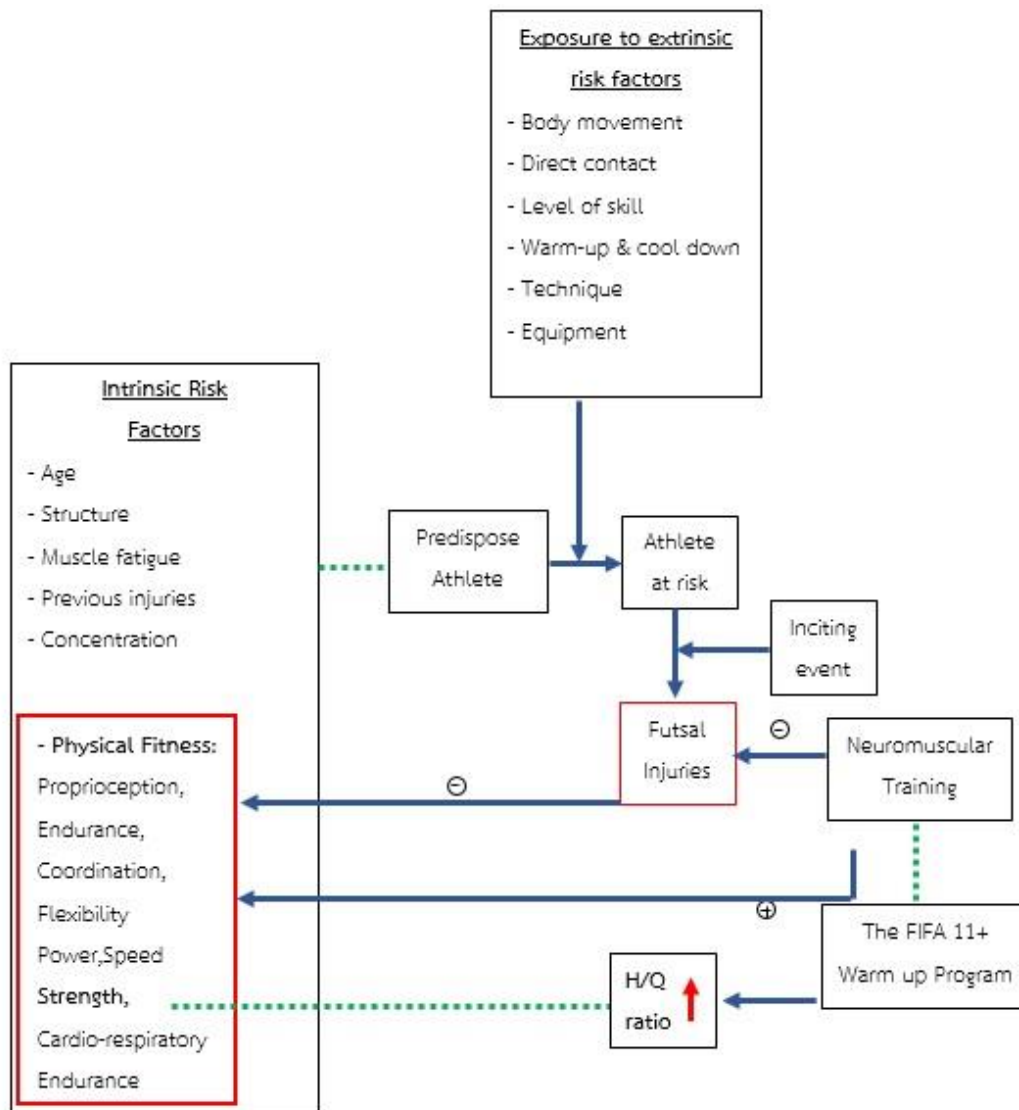 Exposure to extrinsic
risk factors
- Body movement
- Direct contact
- Level of skill
- Warm-up & cool down
- Technique
- Equipment
Intrinsic Risk
Factors
- Age
- Structure
- Muscle fatigue
- Previous injuries
- Concentration
Predispose
Athlete
Athlete
at risk
Inciting
event
Futsal
Injuries
⊖
Neuromuscular
Training
⊖
- Physical Fitness:
Proprioception,
Endurance,
Coordination,
Flexibility
Power,Speed
Strength,
Cardio-respiratory
Endurance
⊕
The FIFA 11+
Warm up Program
H/Q
ratio